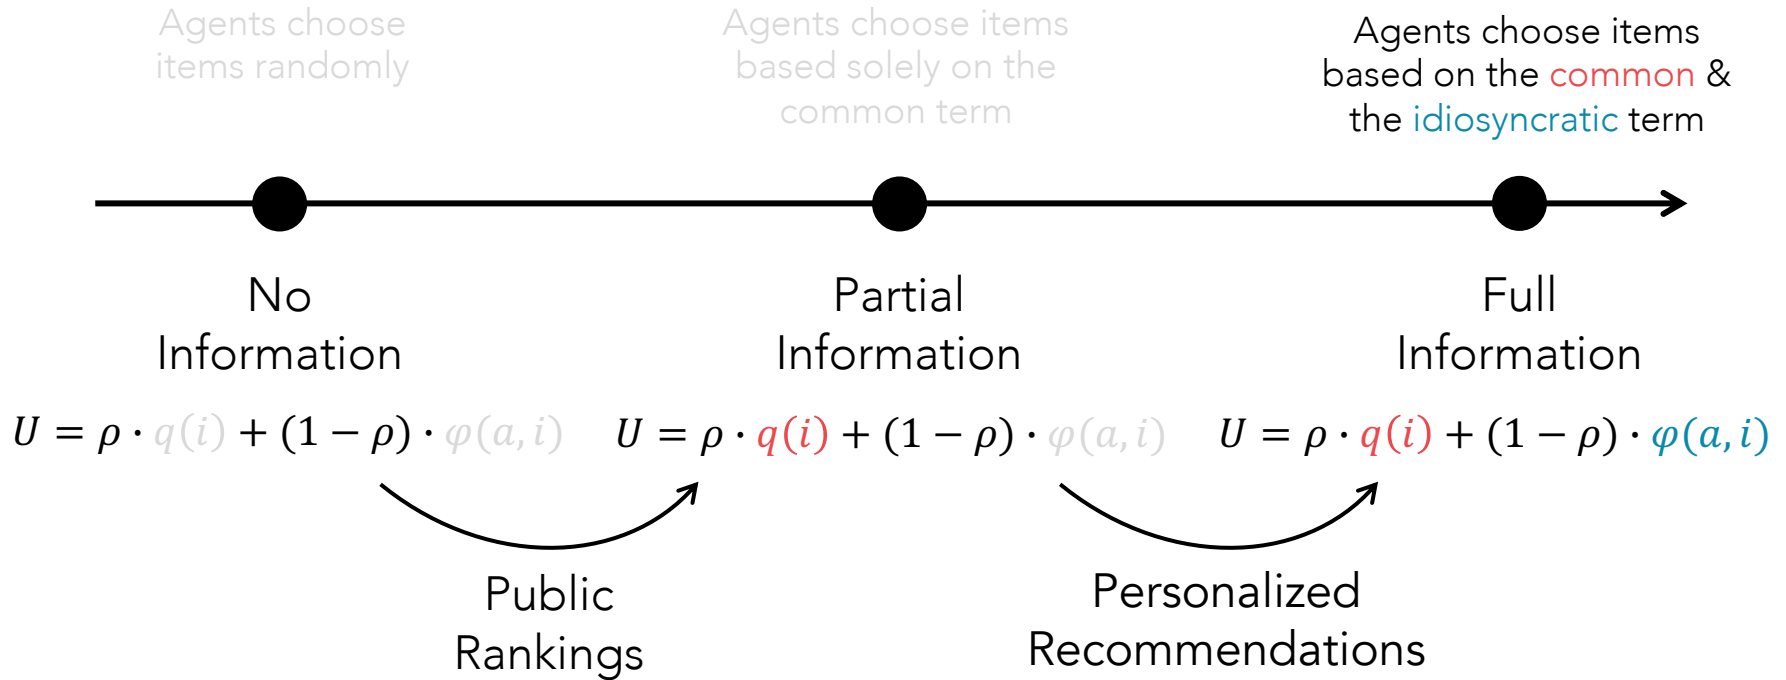 Agents choose
items randomly
Agents choose items
based solely on the
common term
Agents choose items
based on the common &
the idiosyncratic term
No
Information
Partial
Information
Full
Information
U = ρ · q(i) + (1 − ρ) · φ(a, i)
U = ρ · q(i) + (1 − ρ) · φ(a, i)
U = ρ · q(i) + (1 − ρ) · φ(a, i)
Public
Rankings
Personalized
Recommendations